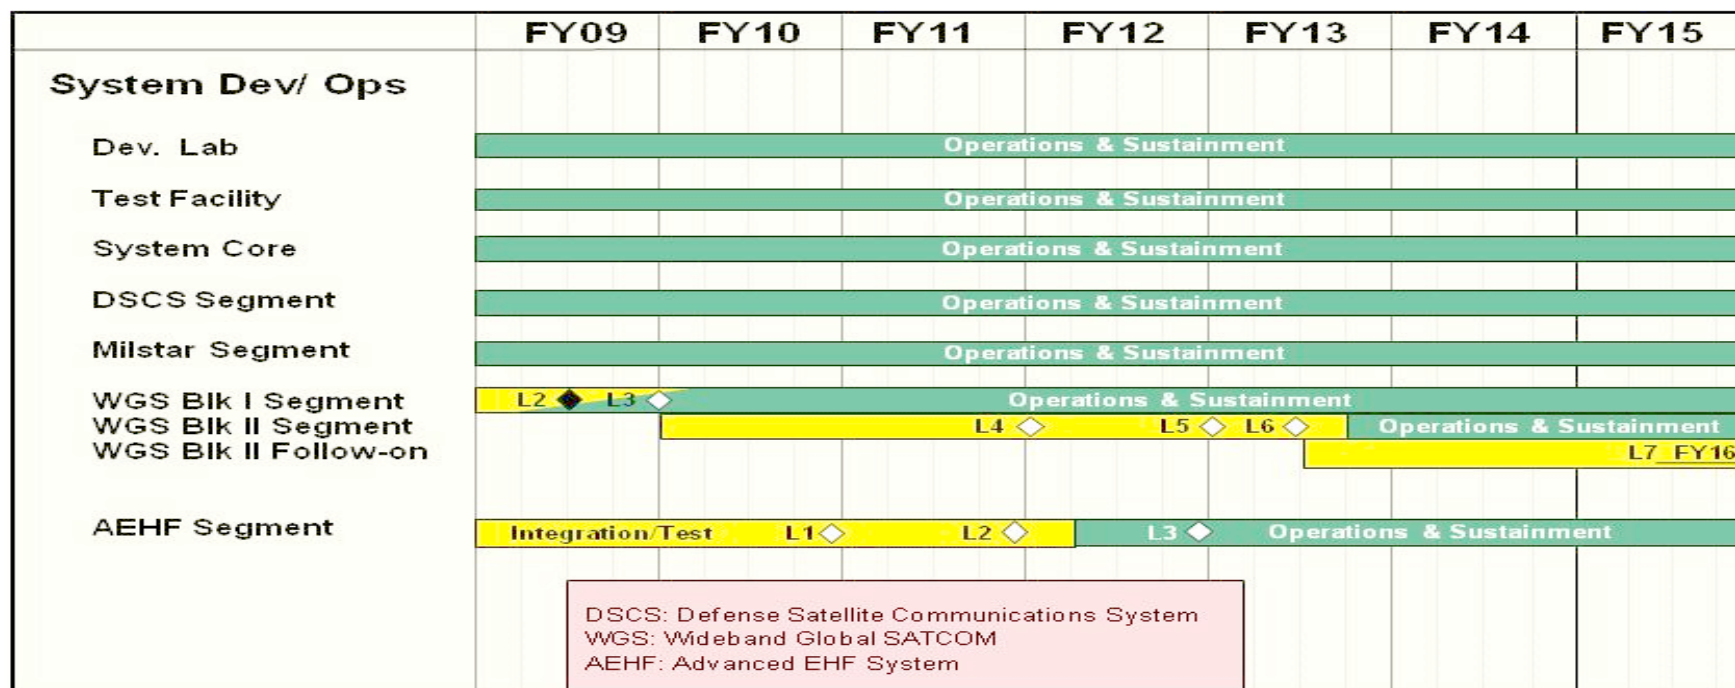 FY09 FY10 FY11 FY12 FY13 FY14 FY15
System Dev/ Ops
Dev. Lab Operations & Sustainment
Test Facility Operations & Sustainment
System Core Operations & Sustainment
DSCS Segment Operations & Sustainment
Milstar Segment Operations & Sustainment
WGS Blk I Segment L2 L3 Operations & Sustainment
WGS Blk II Segment L4 L5 L6 Operations & Sustainment
WGS Blk II Follow-on L7 FY16
AEHF Segment Integration/Test L1 L2 L3 Operations & Sustainment
DSCS: Defense Satellite Communications System
WGS: Wideband Global SATCOM
AEHF: Advanced EHF System